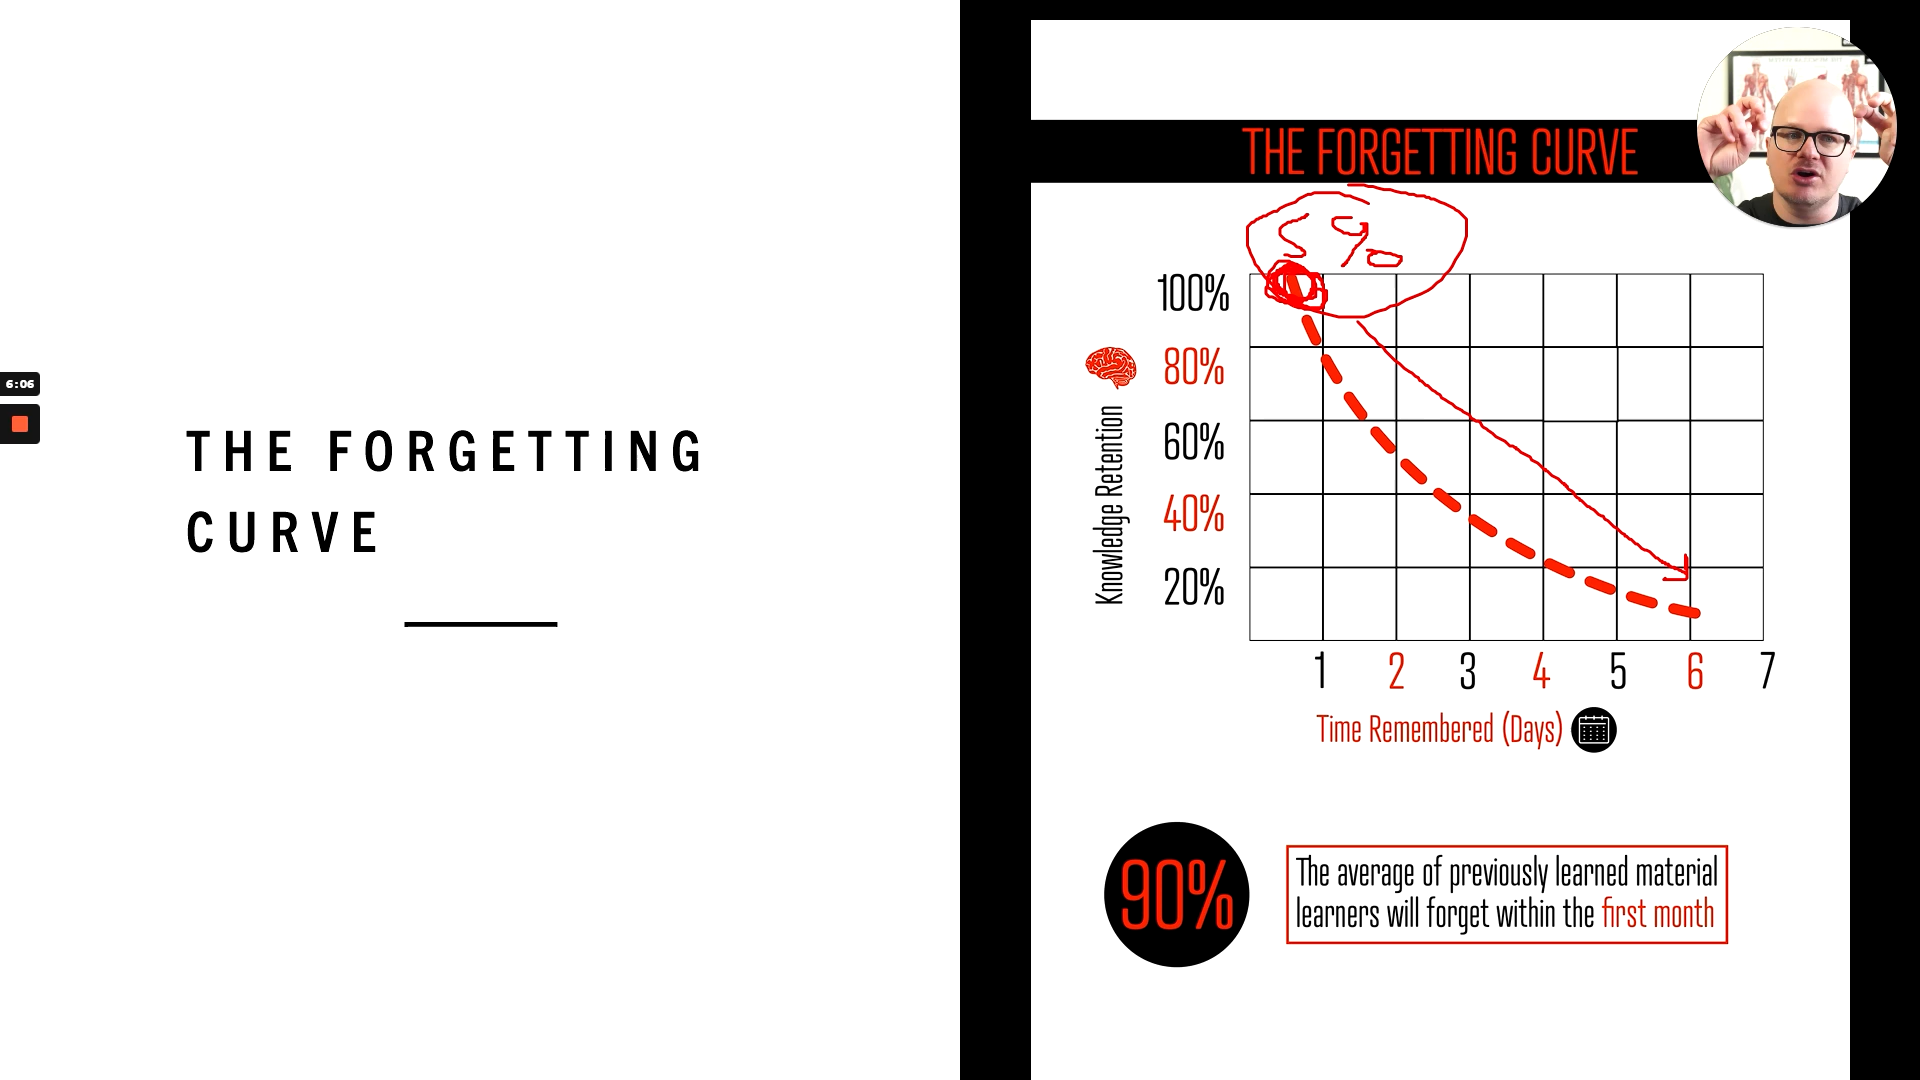 6:06
THE FORGETTING
CURVE
THE FORGETTING CURVE
5%
100%
80%
60%
40%
20%
Knowledge Retention
1 2 3 4 5 6 7
Time Remembered (Days)
90%
The average of previously learned material
learners will forget within the first month